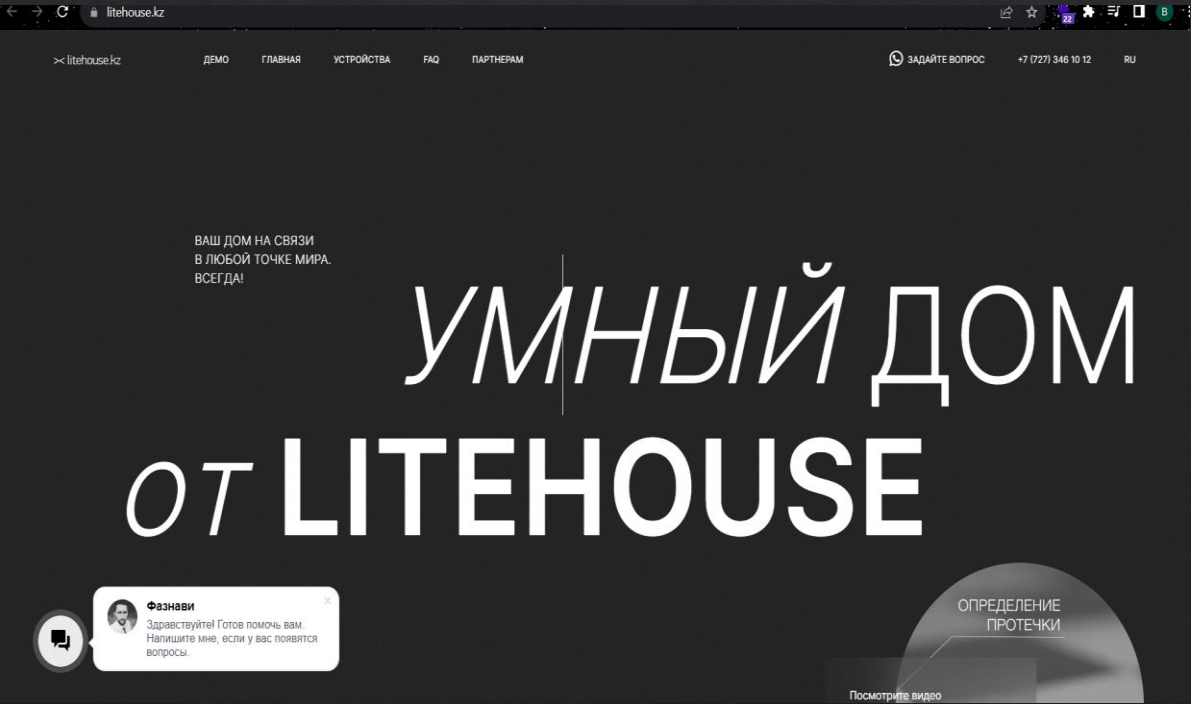 litehouse.kz
22
B
>< litehouse.kz
ДЕМО
ГЛАВНАЯ
УСТРОЙСТВА
FAQ
ПАРТНЕРАМ
ЗАДАЙТЕ ВОПРОС
+7 (727) 346 10 12
RU
ВАШ ДОМ НА СВЯЗИ
В ЛЮБОЙ ТОЧКЕ МИРА.
ВСЕГДА!
УМНЫЙ ДОМ
ОТ LITEHOUSE
Фазнави
Здравствуйте! Готов помочь вам.
Напишите мне, если у вас появятся
вопросы.
ОПРЕДЕЛЕНИЕ
ПРОТЕЧКИ
Посмотрите видео